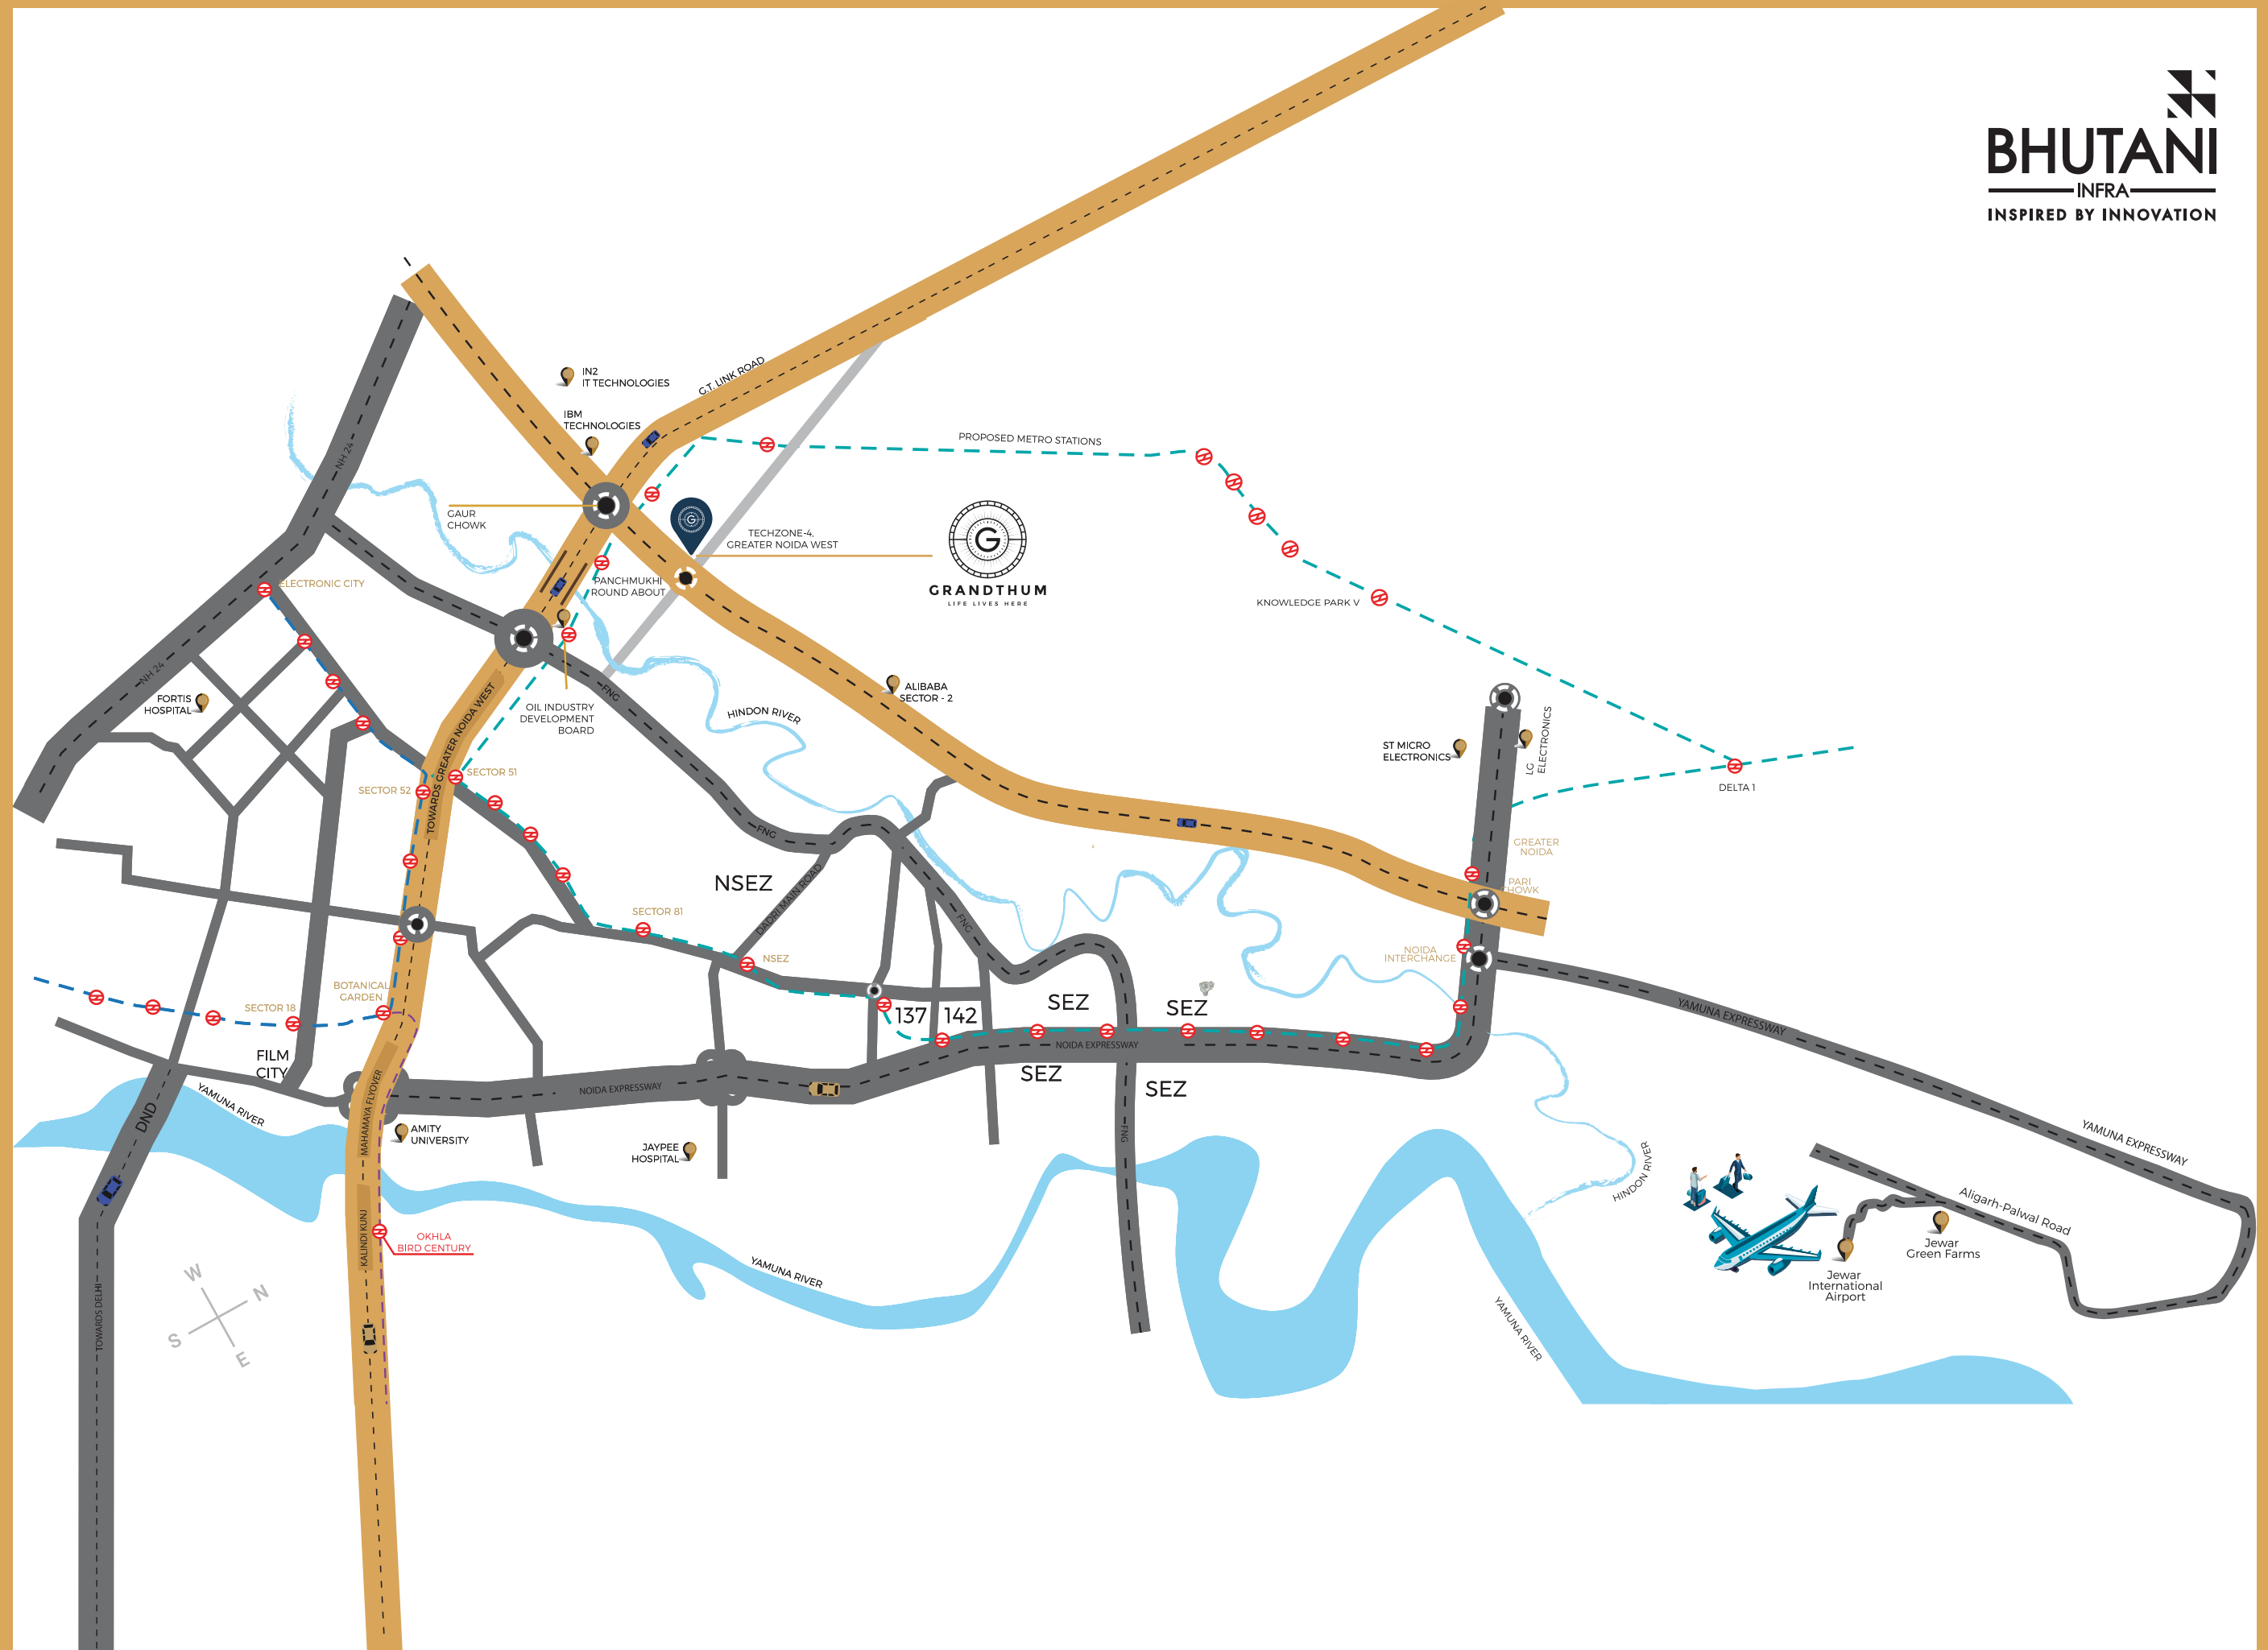 BHUTANI
INFRA
INSPIRED BY INNOVATION
IN2
IT TECHNOLOGIES
G.T. LINK ROAD
IBM
TECHNOLOGIES
PROPOSED METRO STATIONS
NH 24
GAUR
CHOWK
G
TECHZONE-4,
GREATER NOIDA WEST
G
GRANDTHUM
LIFE LIVES HERE
ELECTRONIC CITY
PANCHMUKHI
ROUND ABOUT
KNOWLEDGE PARK V
NH 24
FORTIS
HOSPITAL
FNG
ALIBABA
SECTOR - 2
HINDON RIVER
OIL INDUSTRY
DEVELOPMENT
BOARD
TOWARDS GREATER NOIDA WEST
ST MICRO
ELECTRONICS
LG
ELECTRONICS
SECTOR 51
SECTOR 52
DELTA 1
FNG
GREATER
NOIDA
NSEZ
DADRI MAIN ROAD
PARI
CHOWK
SECTOR 81
FNG
NSEZ
NOIDA
INTERCHANGE
BOTANICAL
GARDEN
SECTOR 18
137
142
SEZ
SEZ
YAMUNA EXPRESSWAY
NOIDA EXPRESSWAY
FILM
CITY
SEZ
SEZ
NOIDA EXPRESSWAY
YAMUNA RIVER
DND
MAHAMAYA FLYOVER
AMITY
UNIVERSITY
JAYPEE
HOSPITAL
FNG
YAMUNA EXPRESSWAY
HINDON RIVER
Aligarh-Palwal Road
KALINDI KUNJ
OKHLA
BIRD CENTURY
Jewar
Green Farms
YAMUNA RIVER
Jewar
International
Airport
W
N
S
E
TOWARDS DELHI
YAMUNA RIVER